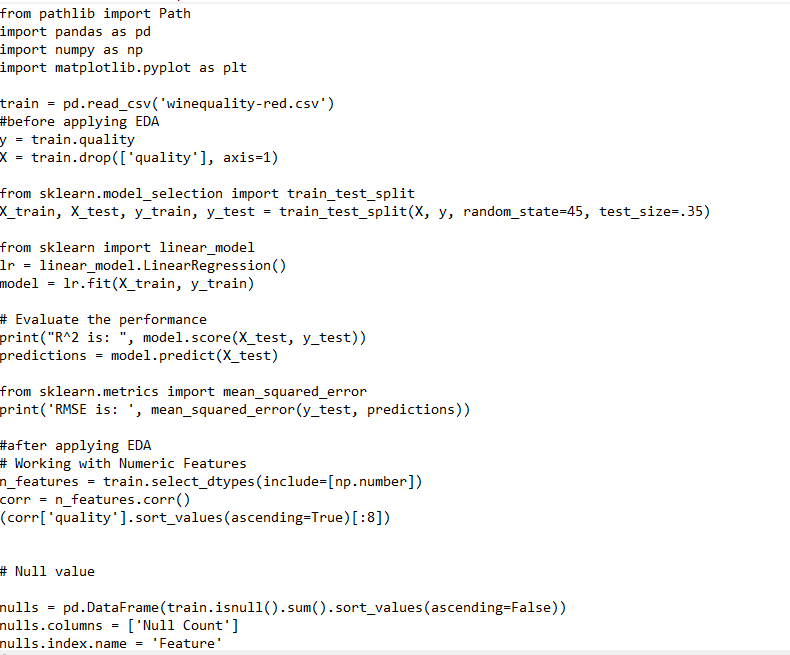 from pathlib import Path
import pandas as pd
import numpy as np
import matplotlib.pyplot as plt
train = pd.read_csv('winequality-red.csv')
#before applying EDA
y = train.quality
X = train.drop(['quality'], axis=1)
from sklearn.model_selection import train_test_split
X_train, X_test, y_train, y_test = train_test_split(X, y, random_state=45, test_size=.35)
from sklearn import linear_model
lr = linear_model.LinearRegression()
model = lr.fit(X_train, y_train)
# Evaluate the performance
print("R^2 is: ", model.score(X_test, y_test))
predictions = model.predict(X_test)
from sklearn.metrics import mean_squared_error
print('RMSE is: ', mean_squared_error(y_test, predictions))
#after applying EDA
# Working with Numeric Features
n_features = train.select_dtypes(include=[np.number])
corr = n_features.corr()
(corr['quality'].sort_values(ascending=True)[:8])
# Null value
nulls = pd.DataFrame(train.isnull().sum().sort_values(ascending=False))
nulls.columns = ['Null Count']
nulls.index.name = 'Feature'